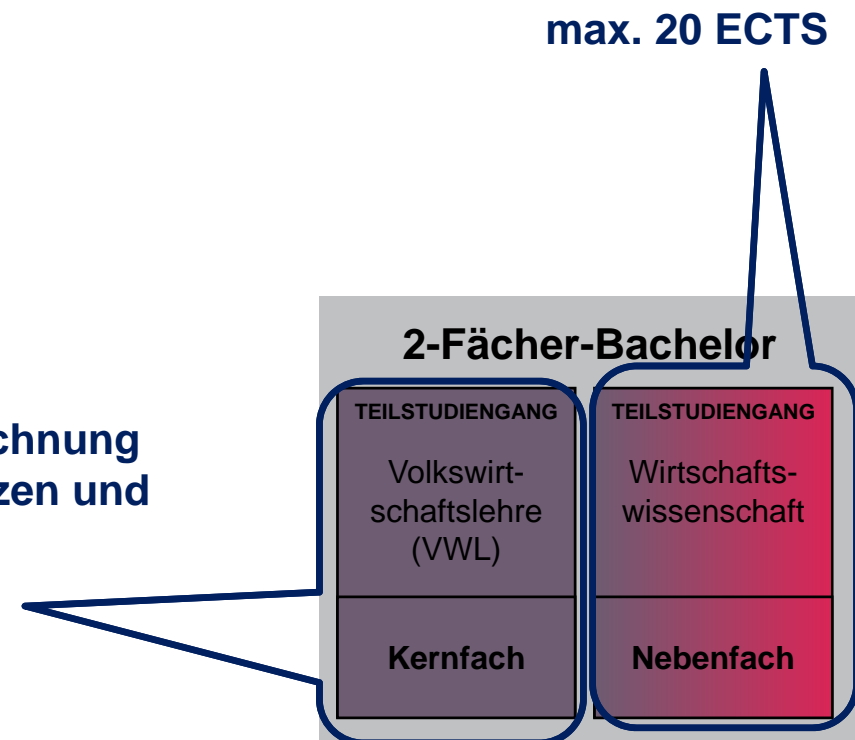 max. 20 ECTS
2-Fächer-Bachelor
chnung
zen und
TEILSTUDIENGANG
Volkswirt-
schaftslehre
(VWL)
Kernfach
TEILSTUDIENGANG
Wirtschafts-
wissenschaft
Nebenfach